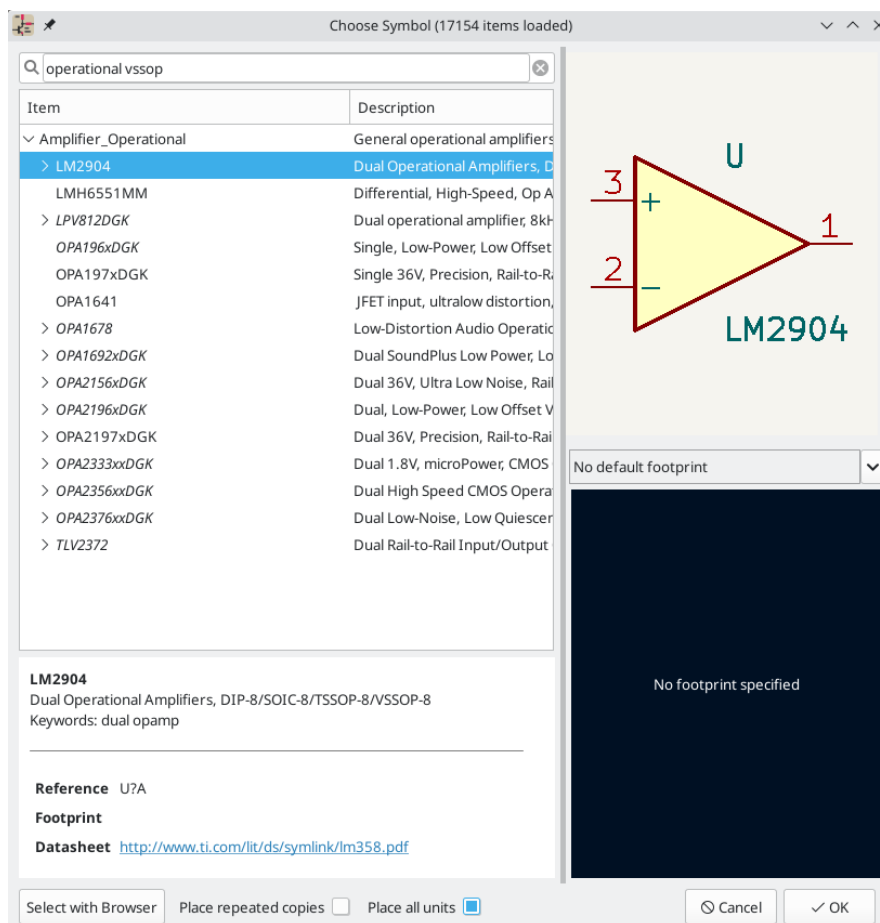 Choose Symbol (17154 items loaded)
operational vssop
Item Description
Amplifier_Operational General operational amplifiers
LM2904 Dual Operational Amplifiers, D
LMH6551MM Differential, High-Speed, Op A
LPV812DGK Dual operational amplifier, 8kH
OPA196xDGK Single, Low-Power, Low Offset
OPA197xDGK Single 36V, Precision, Rail-to-Ra
OPA1641 JFET input, ultralow distortion,
OPA1678 Low-Distortion Audio Operatio
OPA1692xDGK Dual SoundPlus Low Power, Lo
OPA2156xDGK Dual 36V, Ultra Low Noise, Rail
OPA2196xDGK Dual, Low-Power, Low Offset V
OPA2197xDGK Dual 36V, Precision, Rail-to-Rai
OPA2333xxDGK Dual 1.8V, microPower, CMOS
OPA2356xxDGK Dual High Speed CMOS Opera
OPA2376xxDGK Dual Low-Noise, Low Quiescer
TLV2372 Dual Rail-to-Rail Input/Output
U
3
+
1
2
−
LM2904
No default footprint
No footprint specified
LM2904
Dual Operational Amplifiers, DIP-8/SOIC-8/TSSOP-8/VSSOP-8
Keywords: dual opamp
Reference U?A
Footprint
Datasheet http://www.ti.com/lit/ds/symlink/lm358.pdf
Select with Browser Place repeated copies Place all units Cancel OK